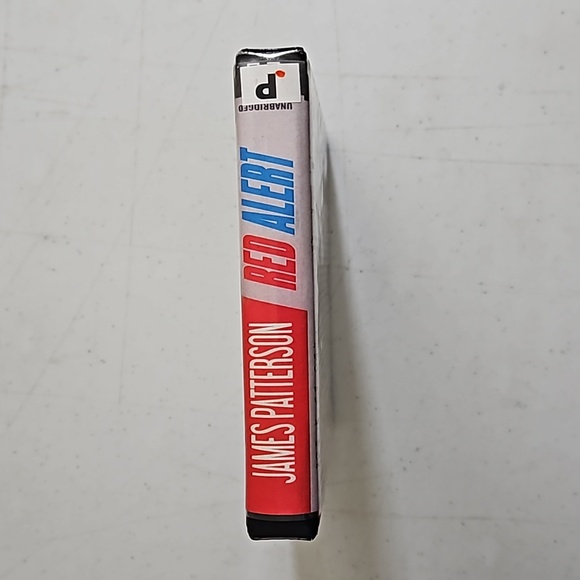 P
UNABRIDGED
RED ALERT
JAMES PATTERSON